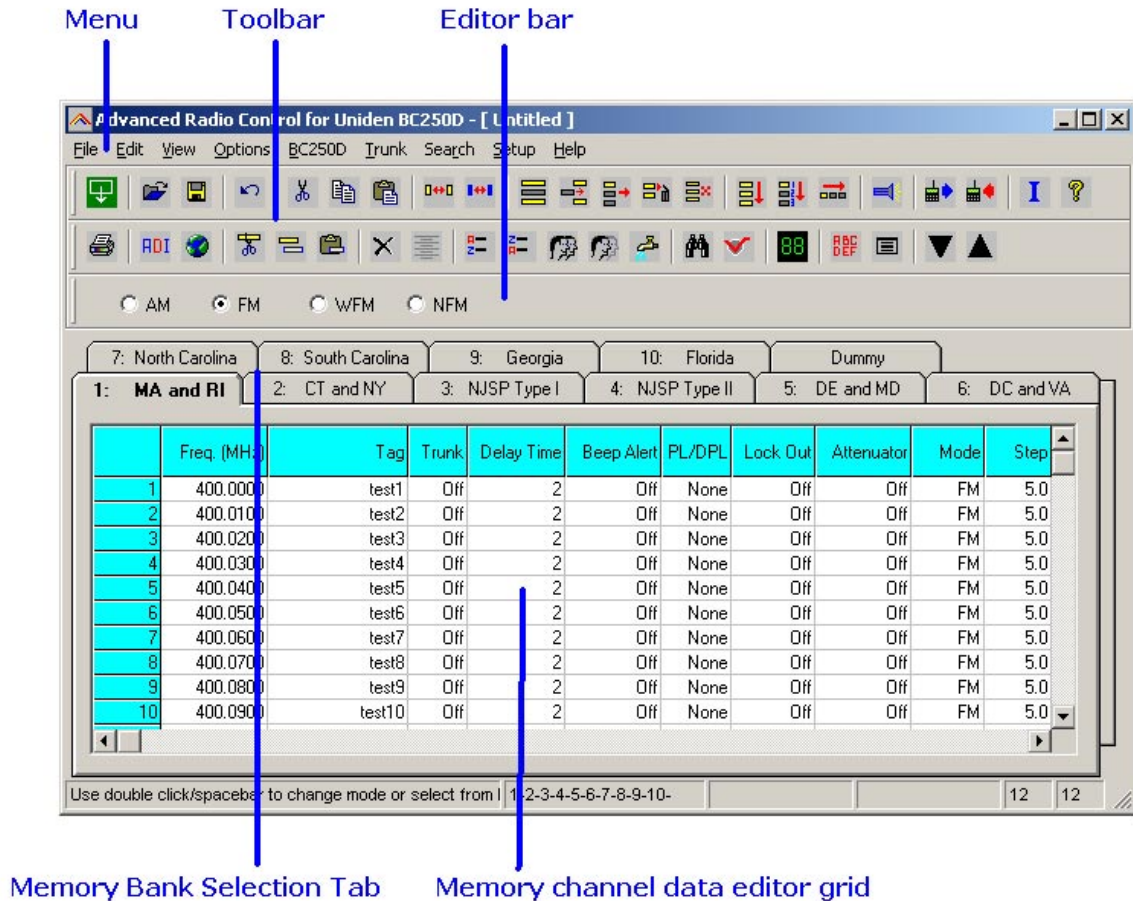 Menu Toolbar Editor bar
Advanced Radio Control for Uniden BC250D - [ Untitled ]
File Edit View Options BC250D Trunk Search Setup Help
ADI
88 ABC DEF
AM FM WFM NFM
7: North Carolina 8: South Carolina 9: Georgia 10: Florida Dummy
1: MA and RI 2: CT and NY 3: NJSP Type I 4: NJSP Type II 5: DE and MD 6: DC and VA
Freq. (MHz) Tag Trunk Delay Time Beep Alert PL/DPL Lock Out Attenuator Mode Step
1 400.0000 test1 Off 2 Off None Off Off FM 5.0
2 400.0100 test2 Off 2 Off None Off Off FM 5.0
3 400.0200 test3 Off 2 Off None Off Off FM 5.0
4 400.0300 test4 Off 2 Off None Off Off FM 5.0
5 400.0400 test5 Off 2 Off None Off Off FM 5.0
6 400.0500 test6 Off 2 Off None Off Off FM 5.0
7 400.0600 test7 Off 2 Off None Off Off FM 5.0
8 400.0700 test8 Off 2 Off None Off Off FM 5.0
9 400.0800 test9 Off 2 Off None Off Off FM 5.0
10 400.0900 test10 Off 2 Off None Off Off FM 5.0
Use double click/spacebar to change mode or select from 1-2-3-4-5-6-7-8-9-10- 12 12
Memory Bank Selection Tab Memory channel data editor grid